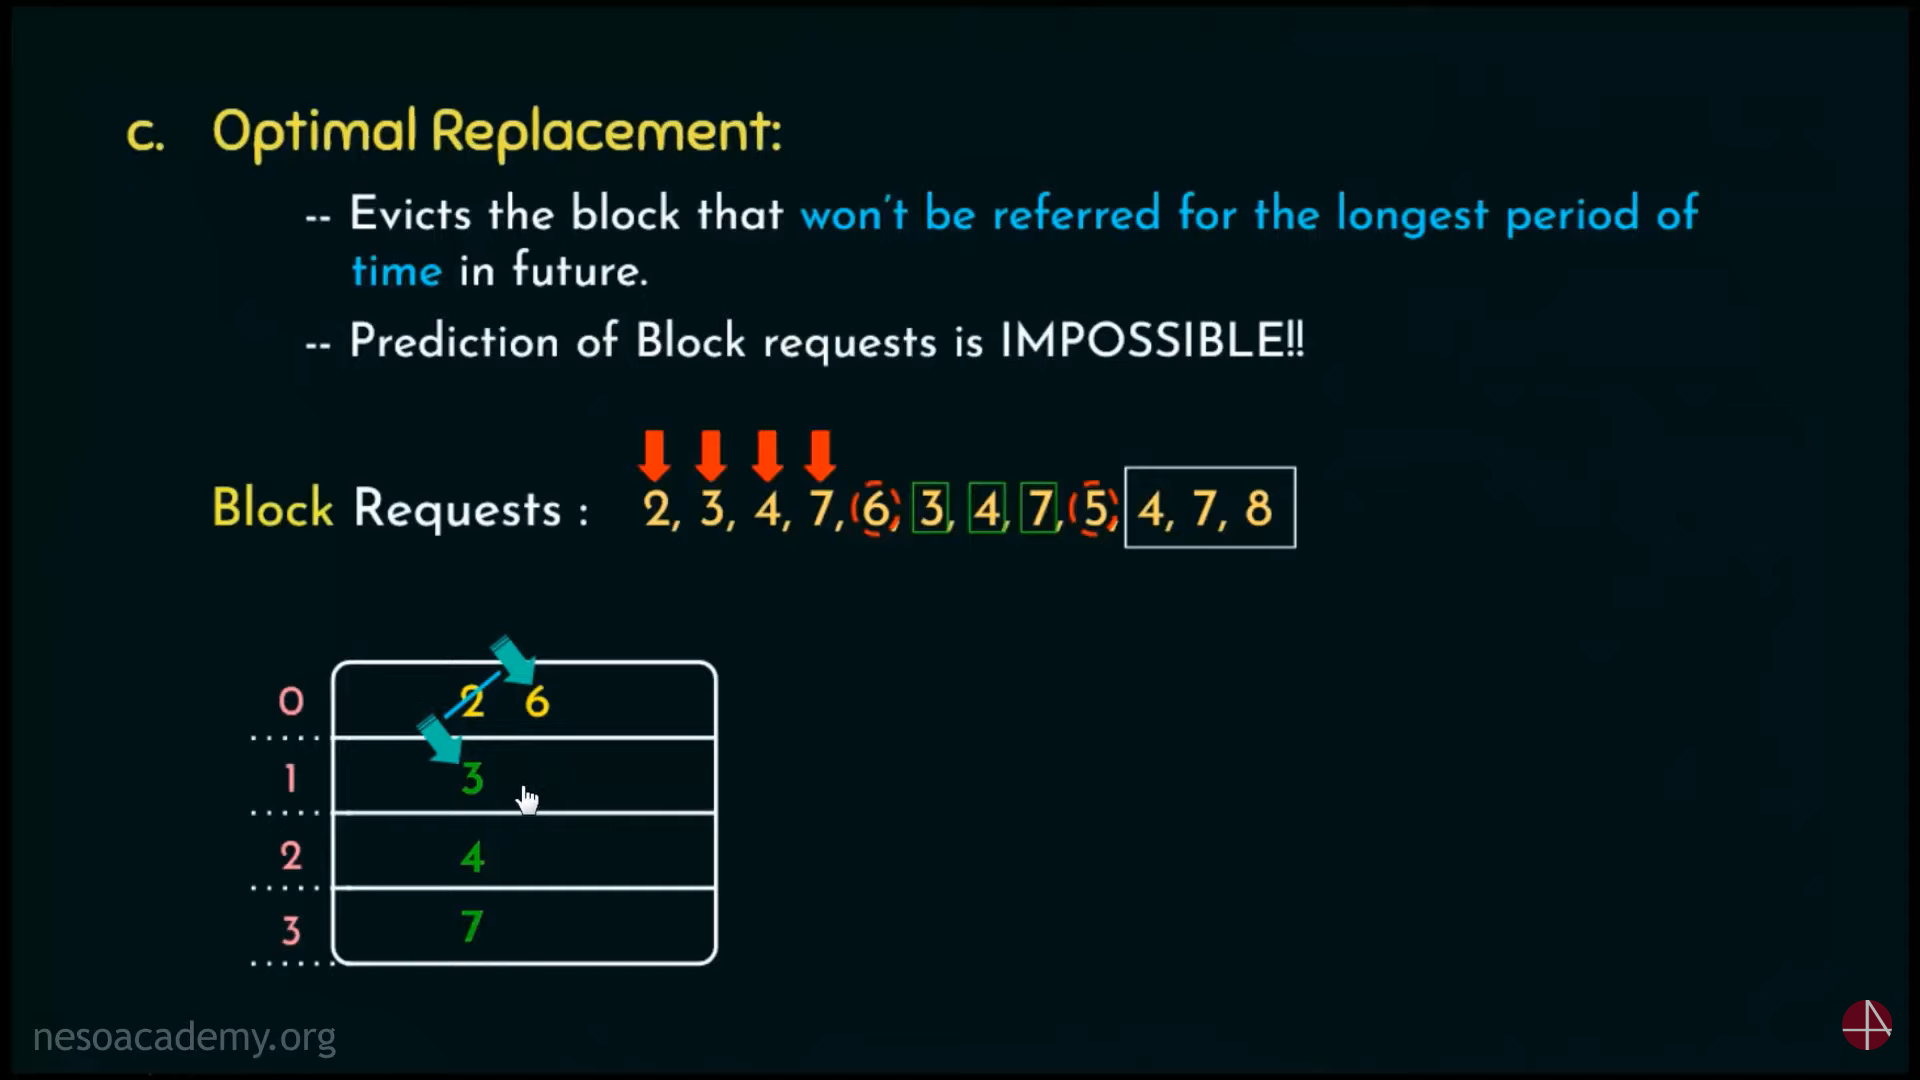 c. Optimal Replacement:
-- Evicts the block that won't be referred for the longest period of
time in future.
-- Prediction of Block requests is IMPOSSIBLE!!
Block Requests : 2, 3, 4, 7, 6, 3, 4, 7, 5, 4, 7, 8
0 2 6
1 3
2 4
3 7
nesoacademy.org